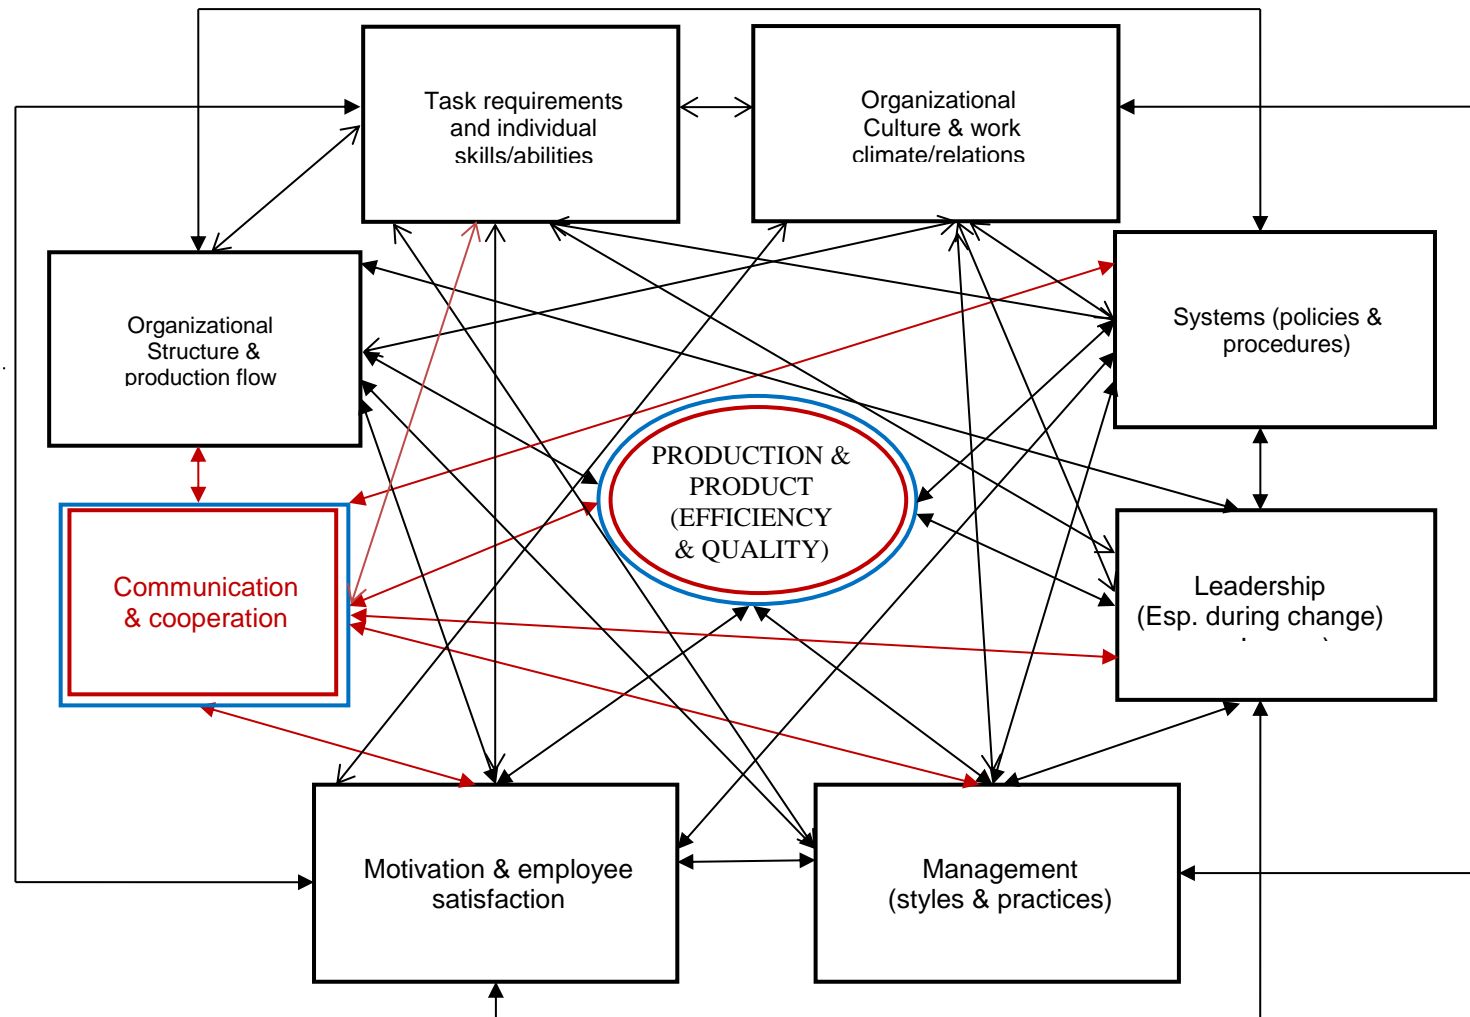 Task requirements
and individual
skills/abilities
Organizational
Culture & work
climate/relations
Organizational
Structure &
production flow
Systems (policies &
procedures)
PRODUCTION &
PRODUCT
(EFFICIENCY
& QUALITY)
Communication
& cooperation
Leadership
(Esp. during change)
Motivation & employee
satisfaction
Management
(styles & practices)